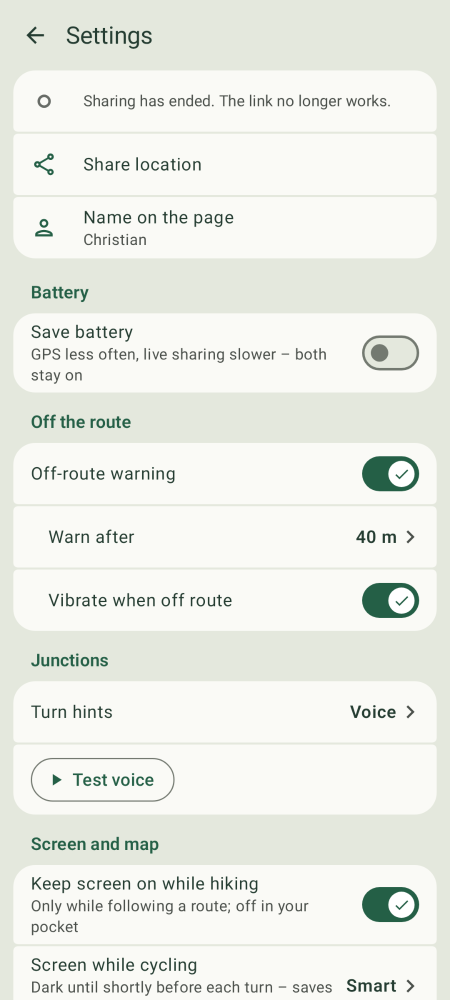 Settings
Sharing has ended. The link no longer works.
Share location
Name on the page
Christian
Battery
Save battery
GPS less often, live sharing slower – both
stay on
Off the route
Off-route warning
Warn after
40 m
Vibrate when off route
Junctions
Turn hints
Voice
Test voice
Screen and map
Keep screen on while hiking
Only while following a route; off in your
pocket
Screen while cycling
Dark until shortly before each turn – saves
Smart